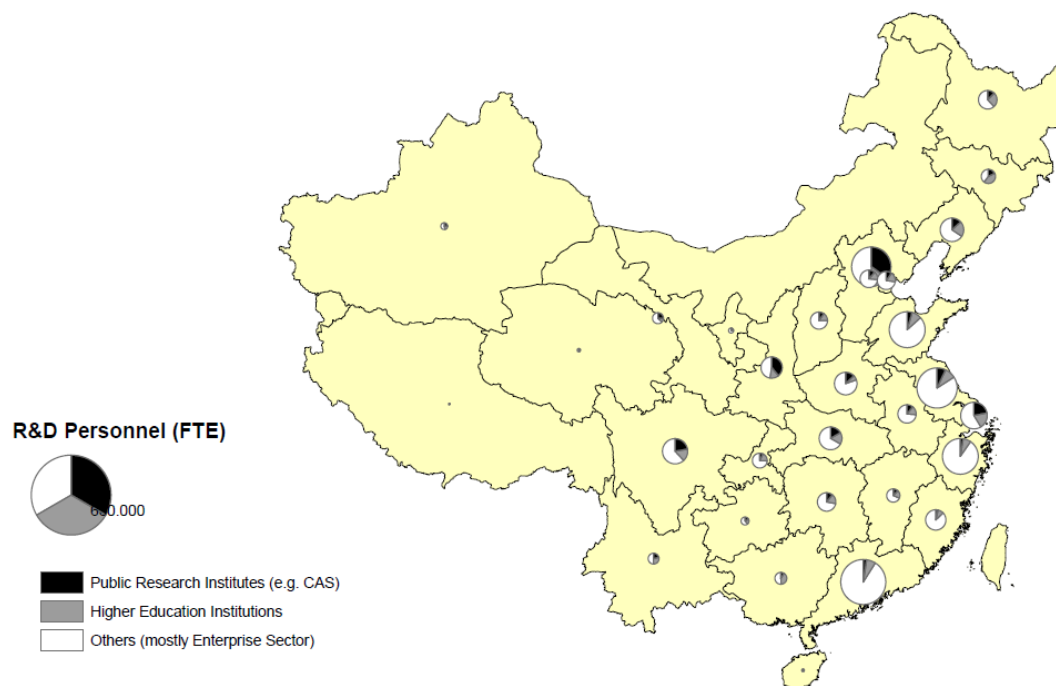 R&D Personnel (FTE)
Public Research Institutes (e.g. CAS)
Higher Education Institutions
Others (mostly Enterprise Sector)